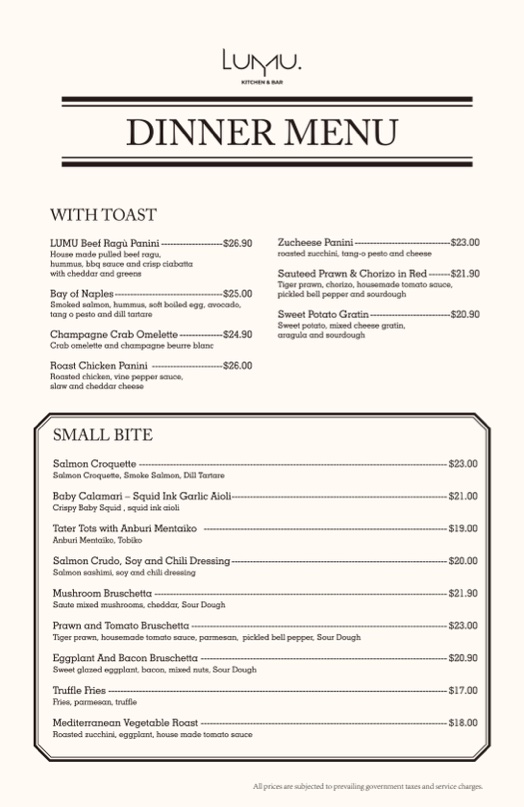 LUMU.
KITCHEN & BAR
DINNER MENU
WITH TOAST
LUMU Beef Ragù Panini ----------------------$26.90
House made pulled beef ragu,
hummus, bbq sauce and crisp ciabatta
with cheddar and greens
Bay of Naples--------------------------------------$25.00
Smoked salmon, hummus, soft boiled egg, avocado,
tang o pesto and dill tartare
Champagne Crab Omelette ---------------$24.90
Crab omelette and champagne beurre blanc
Roast Chicken Panini -------------------------$26.00
Roasted chicken, vine pepper sauce,
slaw and cheddar cheese
Zucheese Panini----------------------------------$23.00
roasted zucchini, tang-o pesto and cheese
Sauteed Prawn & Chorizo in Red -------$21.90
Tiger prawn, chorizo, housemade tomato sauce,
pickled bell pepper and sourdough
Sweet Potato Gratin----------------------------$20.90
Sweet potato, mixed cheese gratin,
aragula and sourdough
SMALL BITE
Salmon Croquette ---------------------------------------- $23.00
Salmon Croquette, Smoke Salmon, Dill Tartare
Baby Calamari – Squid Ink Garlic Aioli---------------------------------------- $21.00
Crispy Baby Squid , squid ink aioli
Tater Tots with Anburi Mentaiko ---------------------------------------- $19.00
Anburi Mentaiko, Tobiko
Salmon Crudo, Soy and Chili Dressing---------------------------------------- $20.00
Salmon sashimi, soy and chili dressing
Mushroom Bruschetta ---------------------------------------- $21.90
Saute mixed mushrooms, cheddar, Sour Dough
Prawn and Tomato Bruschetta ---------------------------------------- $23.00
Tiger prawn, housemade tomato sauce, parmesan, pickled bell pepper, Sour Dough
Eggplant And Bacon Bruschetta ---------------------------------------- $20.90
Sweet glazed eggplant, bacon, mixed nuts, Sour Dough
Truffle Fries ---------------------------------------- $17.00
Fries, parmesan, truffle
Mediterranean Vegetable Roast ---------------------------------------- $18.00
Roasted zucchini, eggplant, house made tomato sauce
All prices are subjected to prevailing government taxes and service charges.